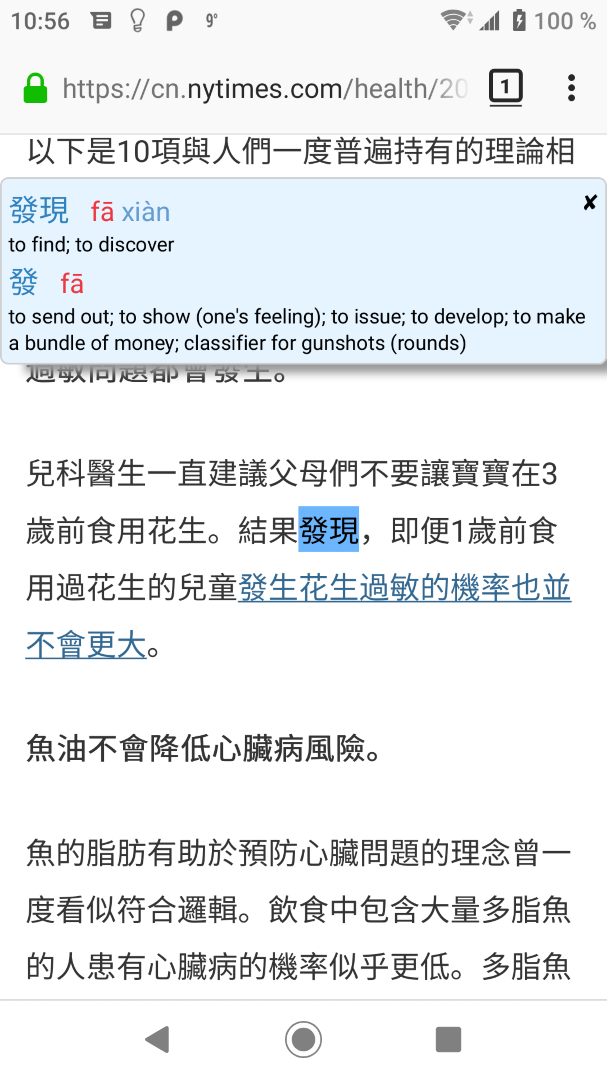 10:56 9° 100 %
https://cn.nytimes.com/health/20 1
以下是10項與人們一度普遍持有的理論相
發現 fā xiàn ✘
to find; to discover
發 fā
to send out; to show (one's feeling); to issue; to develop; to make
a bundle of money; classifier for gunshots (rounds)
過敏問題都會發生。
兒科醫生一直建議父母們不要讓寶寶在3
歲前食用花生。結果發現，即便1歲前食
用過花生的兒童發生花生過敏的機率也並
不會更大。
魚油不會降低心臟病風險。
魚的脂肪有助於預防心臟問題的理念曾一
度看似符合邏輯。飲食中包含大量多脂魚
的人患有心臟病的機率似乎更低。多脂魚